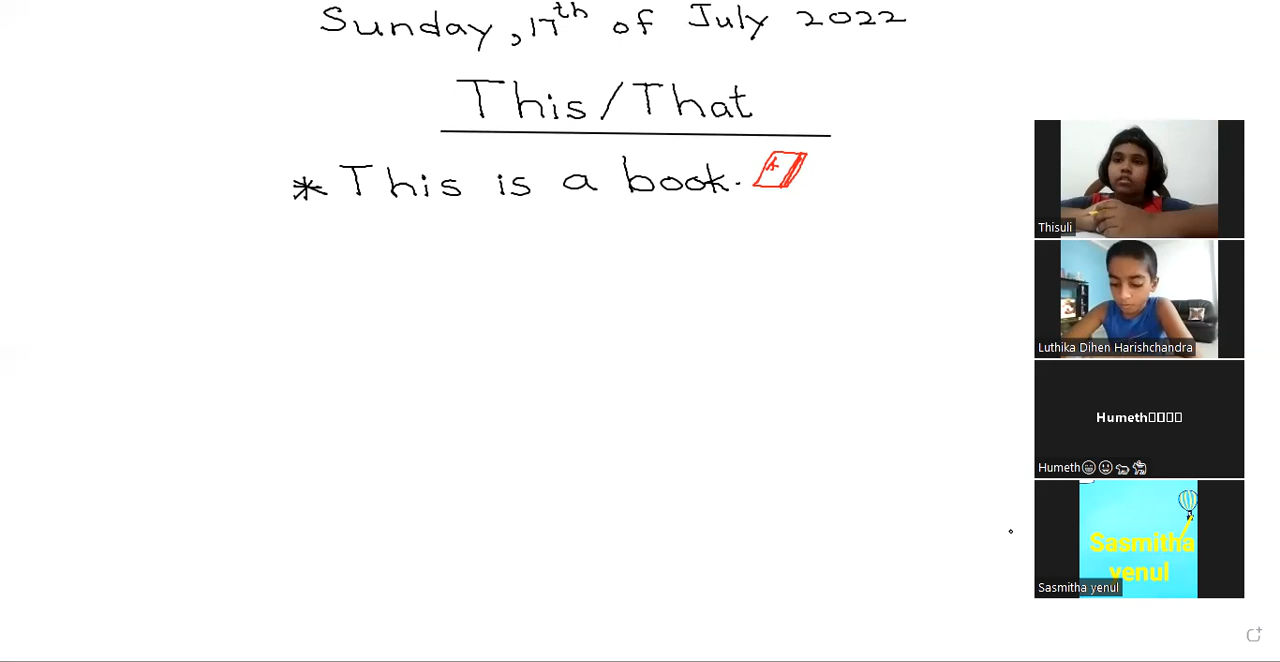 Sunday, 17th of July 2022
This/That
* This is a book.
Thisuli
Luthika Dihen Harishchandra
Humeth
Humeth😁🙂🐅🐕
Sasmitha
yenul
Sasmitha yenul